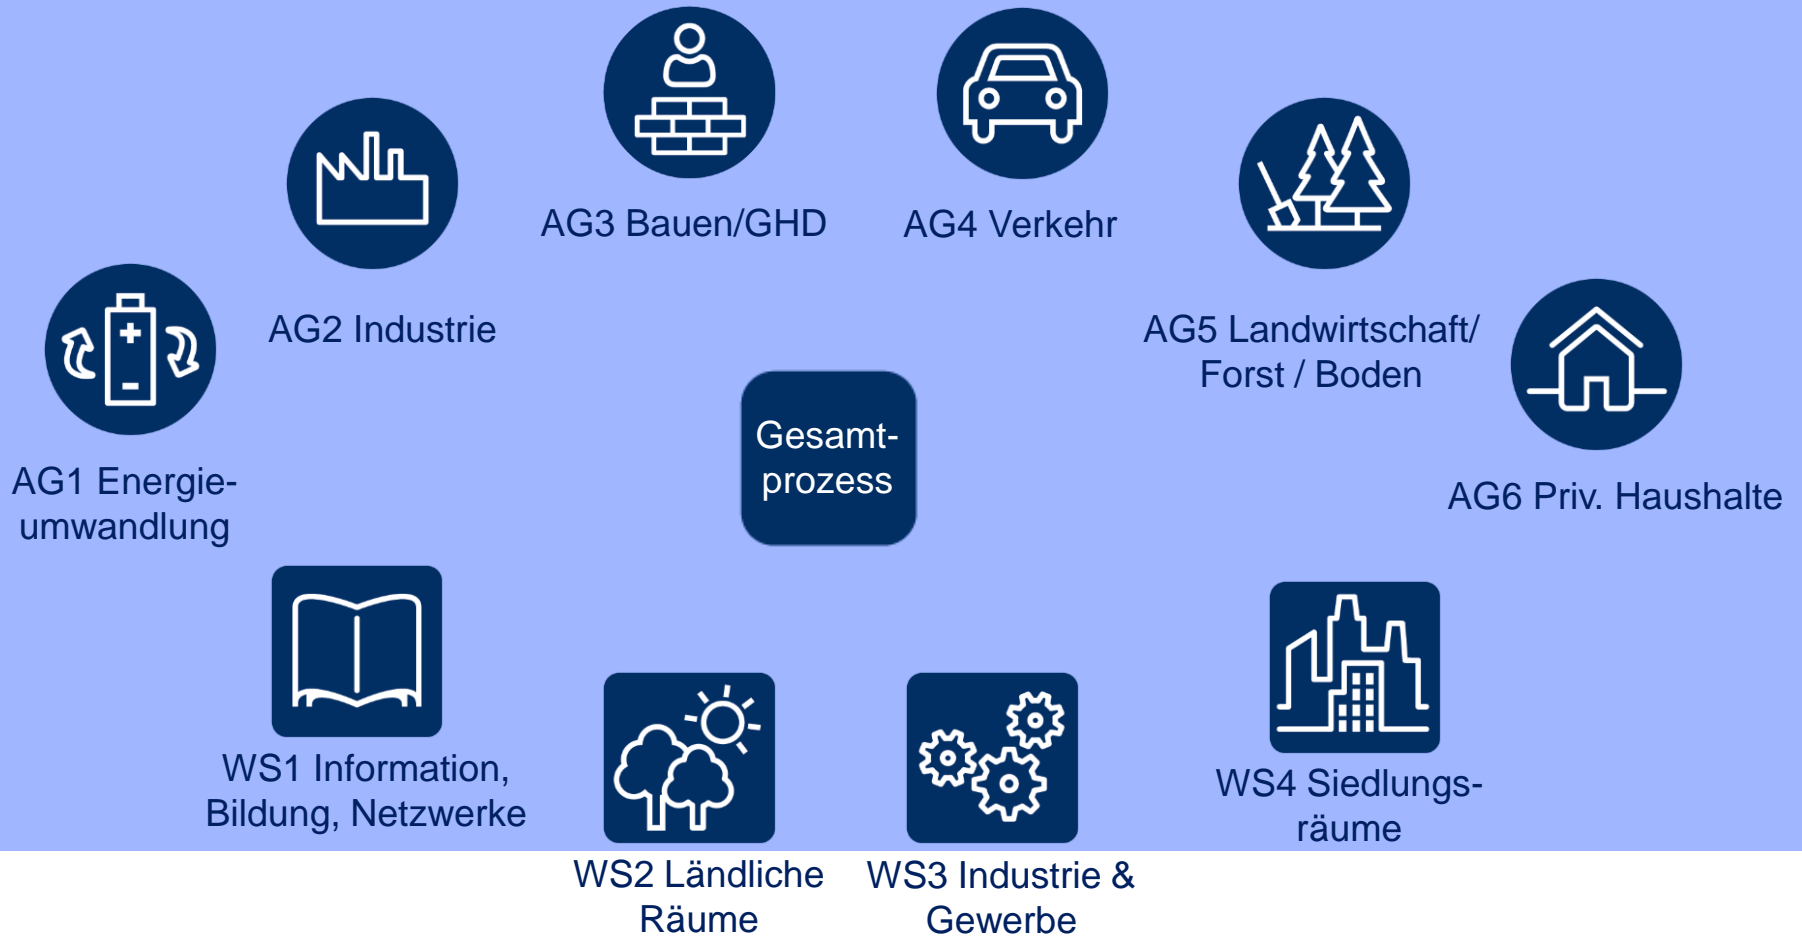 AG3 Bauen/GHD
AG4 Verkehr
AG2 Industrie
AG5 Landwirtschaft/
Forst / Boden
Gesamt-
prozess
AG1 Energie-
umwandlung
AG6 Priv. Haushalte
WS1 Information,
Bildung, Netzwerke
WS4 Siedlungs-
räume
WS2 Ländliche
Räume
WS3 Industrie &
Gewerbe